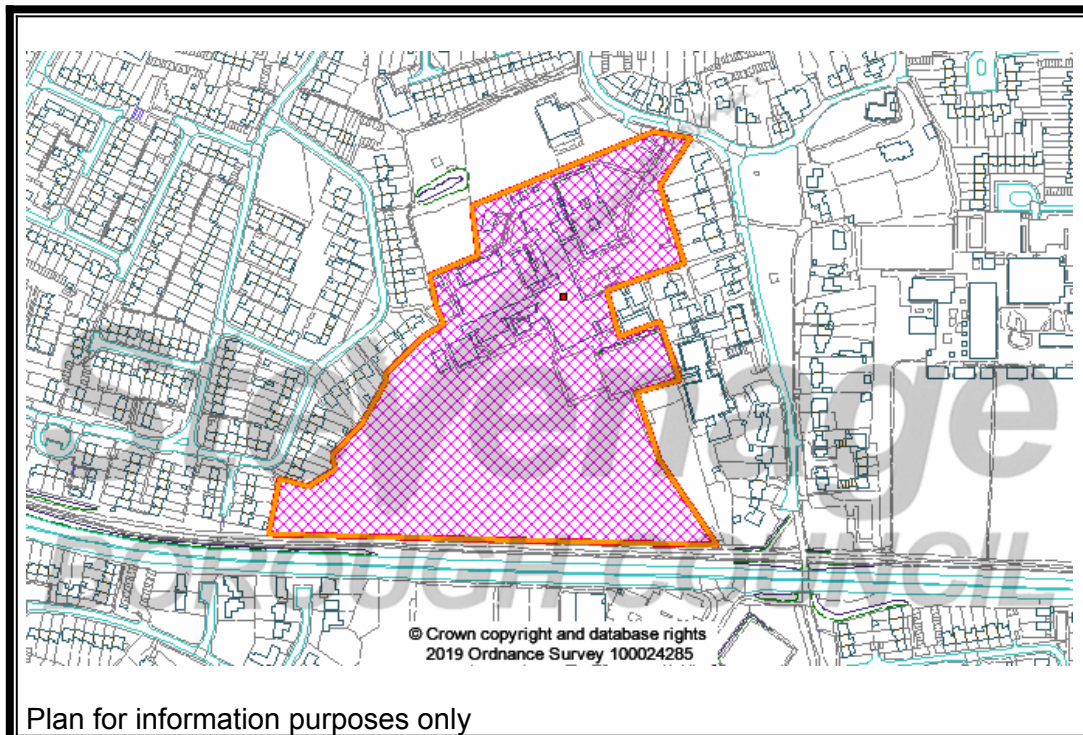 Stevenage
BOROUGH COUNCIL
© Crown copyright and database rights
2019 Ordnance Survey 100024285
Plan for information purposes only